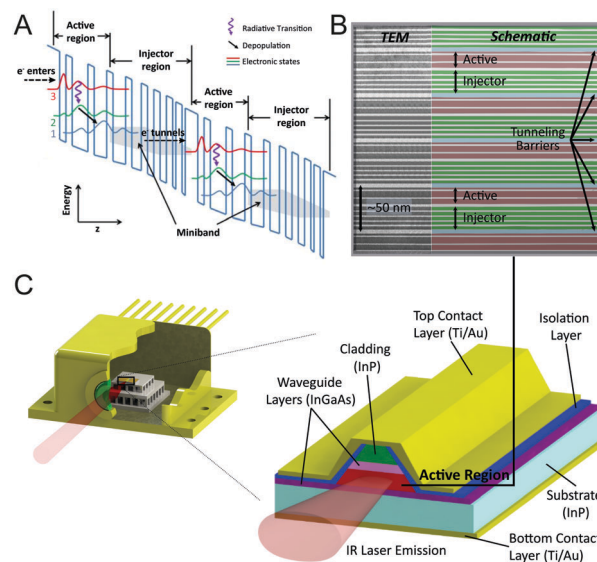 A
Active
region
Injector
region
Radiative Transition
Depopulation
Electronic states
e⁻ enters
3
2
1
Active
region
Injector
region
e⁻ tunnels
Miniband
Energy
z
B
TEM
Schematic
Active
Injector
Tunneling
Barriers
~50 nm
Active
Injector
C
Top Contact
Layer (Ti/Au)
Isolation
Layer
Cladding
(InP)
Waveguide
Layers (InGaAs)
Active Region
Substrate
(InP)
IR Laser Emission
Bottom Contact
Layer (Ti/Au)